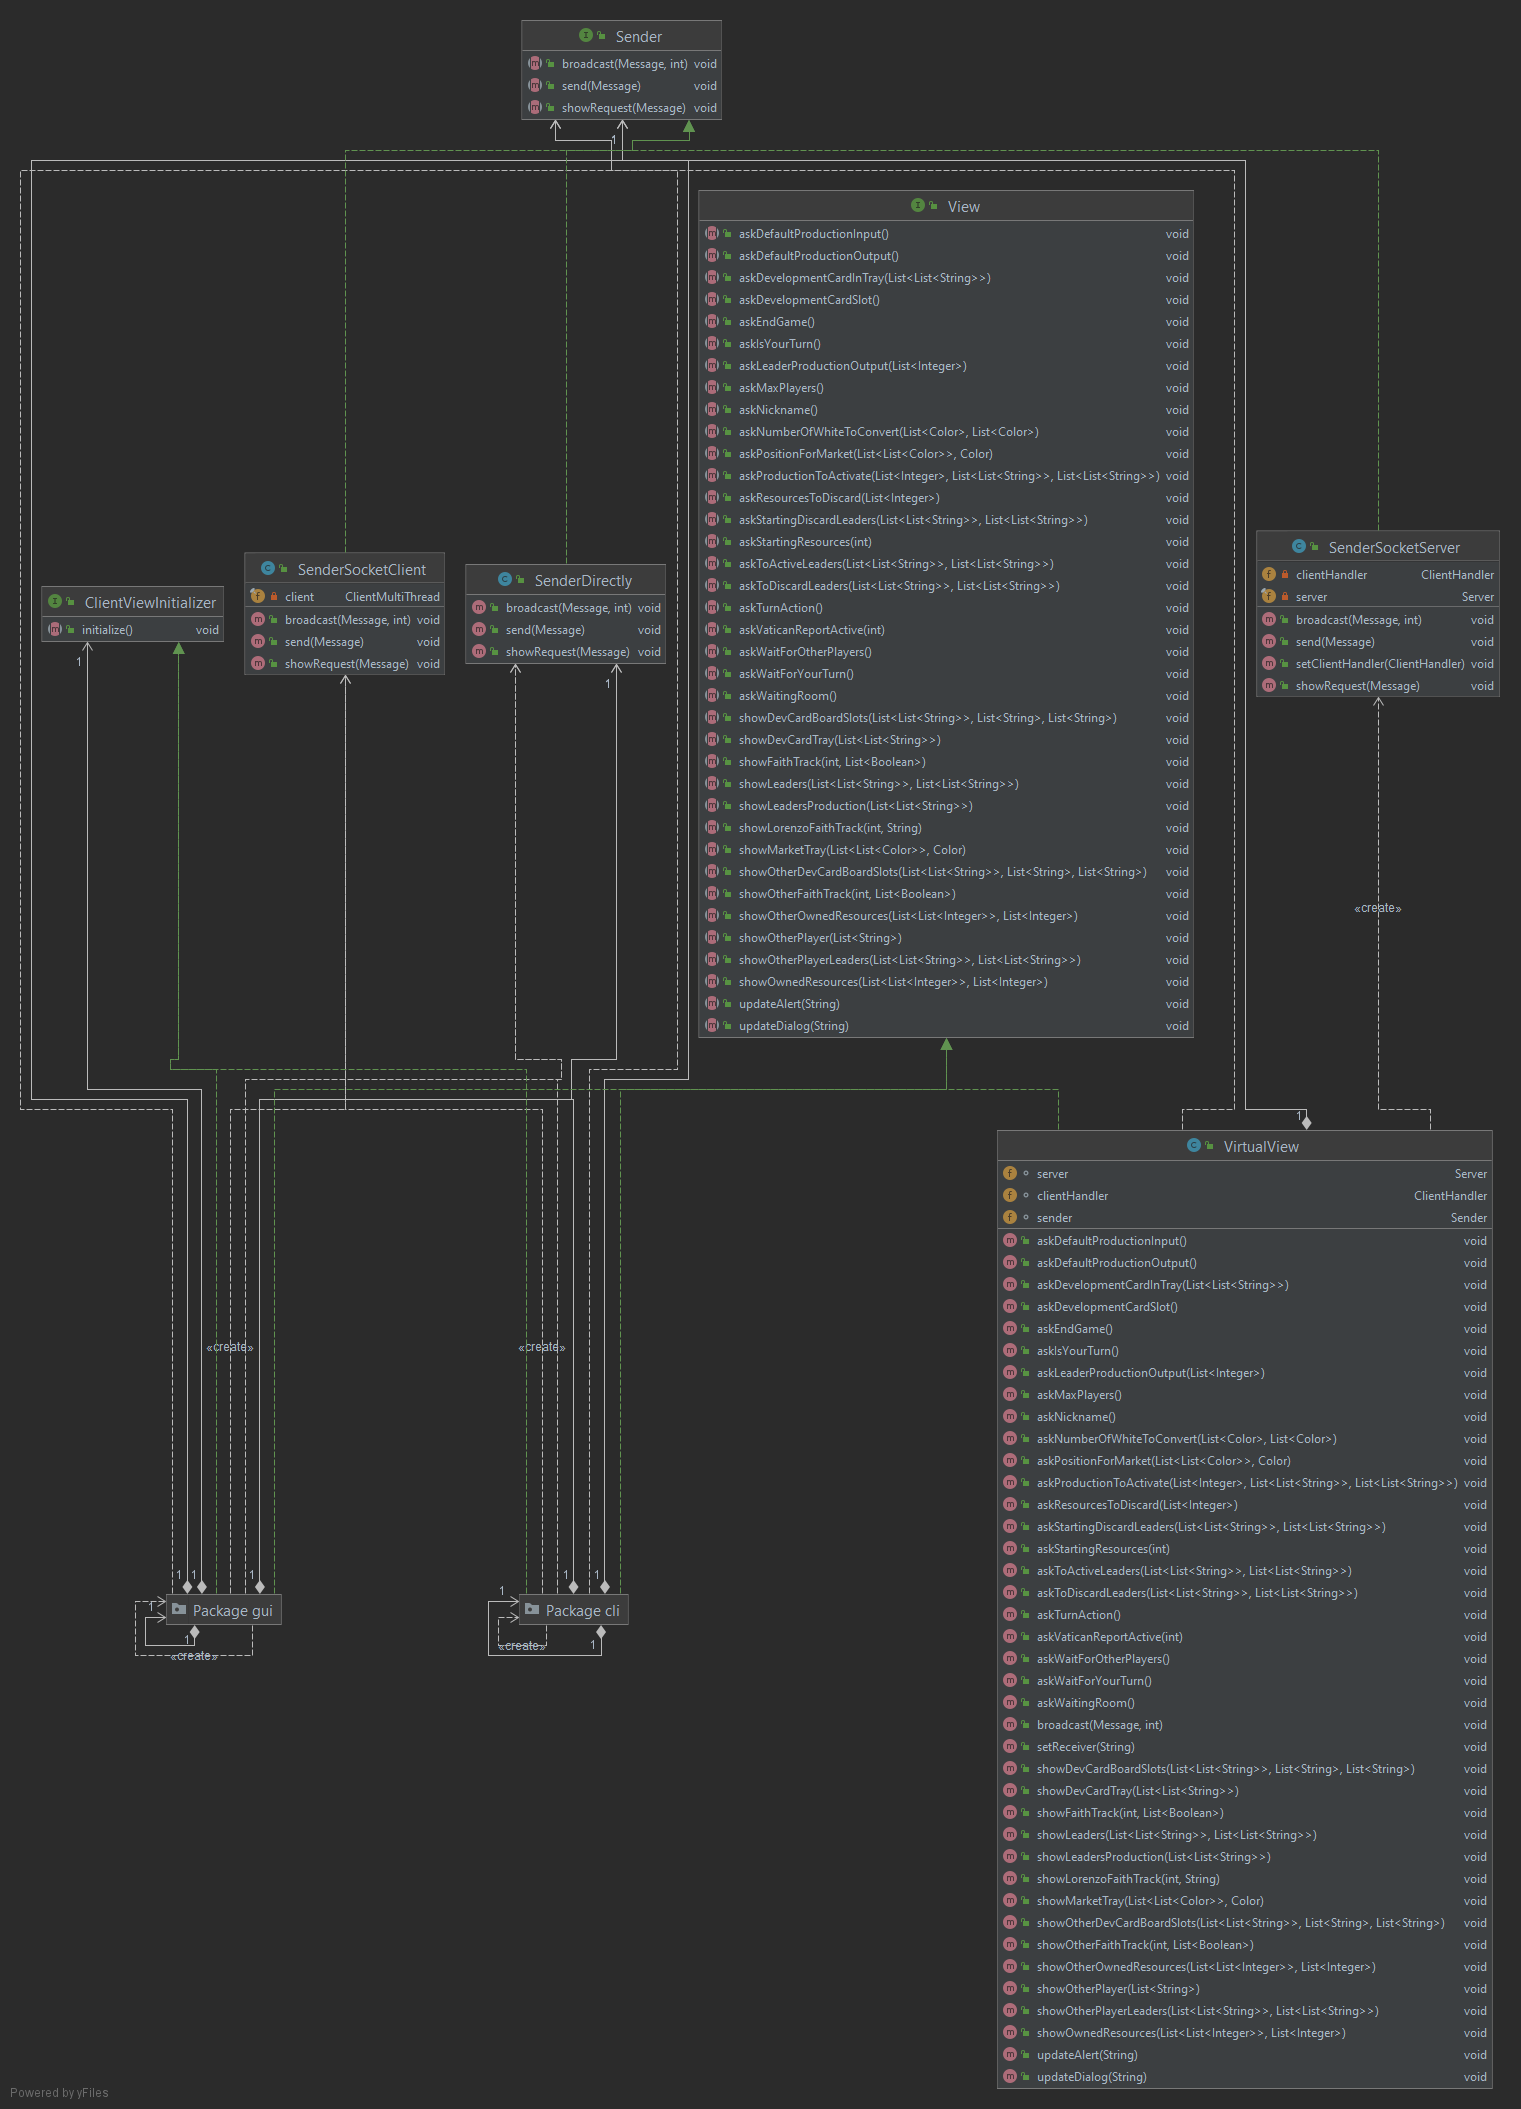 Sender
broadcast(Message, int) void
send(Message) void
showRequest(Message) void
1
View
askDefaultProductionInput() void
askDefaultProductionOutput() void
askDevelopmentCardInTray(List<List<String>>) void
askDevelopmentCardSlot() void
askEndGame() void
askIsYourTurn() void
askLeaderProductionOutput(List<Integer>) void
askMaxPlayers() void
askNickname() void
askNumberOfWhiteToConvert(List<Color>, List<Color>) void
askPositionForMarket(List<List<Color>>, Color) void
askProductionToActivate(List<Integer>, List<List<String>>, List<List<String>>) void
askResourcesToDiscard(List<Integer>) void
askStartingDiscardLeaders(List<List<String>>, List<List<String>>) void
askStartingResources(int) void
askToActiveLeaders(List<List<String>>, List<List<String>>) void
askToDiscardLeaders(List<List<String>>, List<List<String>>) void
askTurnAction() void
askVaticanReportActive(int) void
askWaitForOtherPlayers() void
askWaitForYourTurn() void
askWaitingRoom() void
showDevCardBoardSlots(List<List<String>>, List<String>, List<String>) void
showDevCardTray(List<List<String>>) void
showFaithTrack(int, List<Boolean>) void
showLeaders(List<List<String>>, List<List<String>>) void
showLeadersProduction(List<List<String>>) void
showLorenzoFaithTrack(int, String) void
showMarketTray(List<List<Color>>, Color) void
showOtherDevCardBoardSlots(List<List<String>>, List<String>, List<String>) void
showOtherFaithTrack(int, List<Boolean>) void
showOtherOwnedResources(List<List<Integer>>, List<Integer>) void
showOtherPlayer(List<String>) void
showOtherPlayerLeaders(List<List<String>>, List<List<String>>) void
showOwnedResources(List<List<Integer>>, List<Integer>) void
updateAlert(String) void
updateDialog(String) void
ClientViewInitializer
initialize() void
1
SenderSocketClient
client ClientMultiThread
broadcast(Message, int) void
send(Message) void
showRequest(Message) void
SenderDirectly
broadcast(Message, int) void
send(Message) void
showRequest(Message) void
1
SenderSocketServer
clientHandler ClientHandler
server Server
broadcast(Message, int) void
send(Message) void
setClientHandler(ClientHandler) void
showRequest(Message) void
«create»
1
VirtualView
server Server
clientHandler ClientHandler
sender Sender
askDefaultProductionInput() void
askDefaultProductionOutput() void
askDevelopmentCardInTray(List<List<String>>) void
askDevelopmentCardSlot() void
askEndGame() void
askIsYourTurn() void
askLeaderProductionOutput(List<Integer>) void
askMaxPlayers() void
askNickname() void
askNumberOfWhiteToConvert(List<Color>, List<Color>) void
askPositionForMarket(List<List<Color>>, Color) void
askProductionToActivate(List<Integer>, List<List<String>>, List<List<String>>) void
askResourcesToDiscard(List<Integer>) void
askStartingDiscardLeaders(List<List<String>>, List<List<String>>) void
askStartingResources(int) void
askToActiveLeaders(List<List<String>>, List<List<String>>) void
askToDiscardLeaders(List<List<String>>, List<List<String>>) void
askTurnAction() void
askVaticanReportActive(int) void
askWaitForOtherPlayers() void
askWaitForYourTurn() void
askWaitingRoom() void
broadcast(Message, int) void
setReceiver(String) void
showDevCardBoardSlots(List<List<String>>, List<String>, List<String>) void
showDevCardTray(List<List<String>>) void
showFaithTrack(int, List<Boolean>) void
showLeaders(List<List<String>>, List<List<String>>) void
showLeadersProduction(List<List<String>>) void
showLorenzoFaithTrack(int, String) void
showMarketTray(List<List<Color>>, Color) void
showOtherDevCardBoardSlots(List<List<String>>, List<String>, List<String>) void
showOtherFaithTrack(int, List<Boolean>) void
showOtherOwnedResources(List<List<Integer>>, List<Integer>) void
showOtherPlayer(List<String>) void
showOtherPlayerLeaders(List<List<String>>, List<List<String>>) void
showOwnedResources(List<List<Integer>>, List<Integer>) void
updateAlert(String) void
updateDialog(String) void
«create» «create»
1 1 1
1
Package gui
1
«create»
1 1
1
Package cli
1
«create»
Powered by yFiles